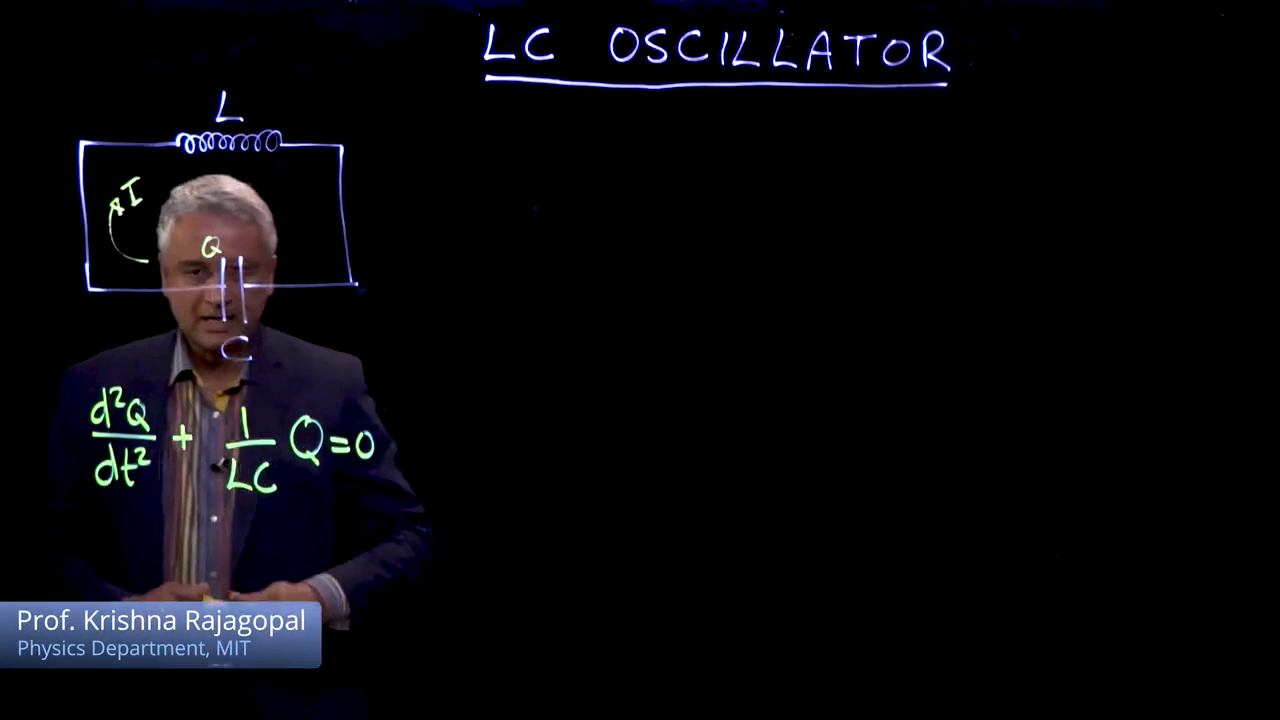 LC OSCILLATOR
L
I
Q
C
d²Q/dt² + 1/LC Q = 0
Prof. Krishna Rajagopal
Physics Department, MIT